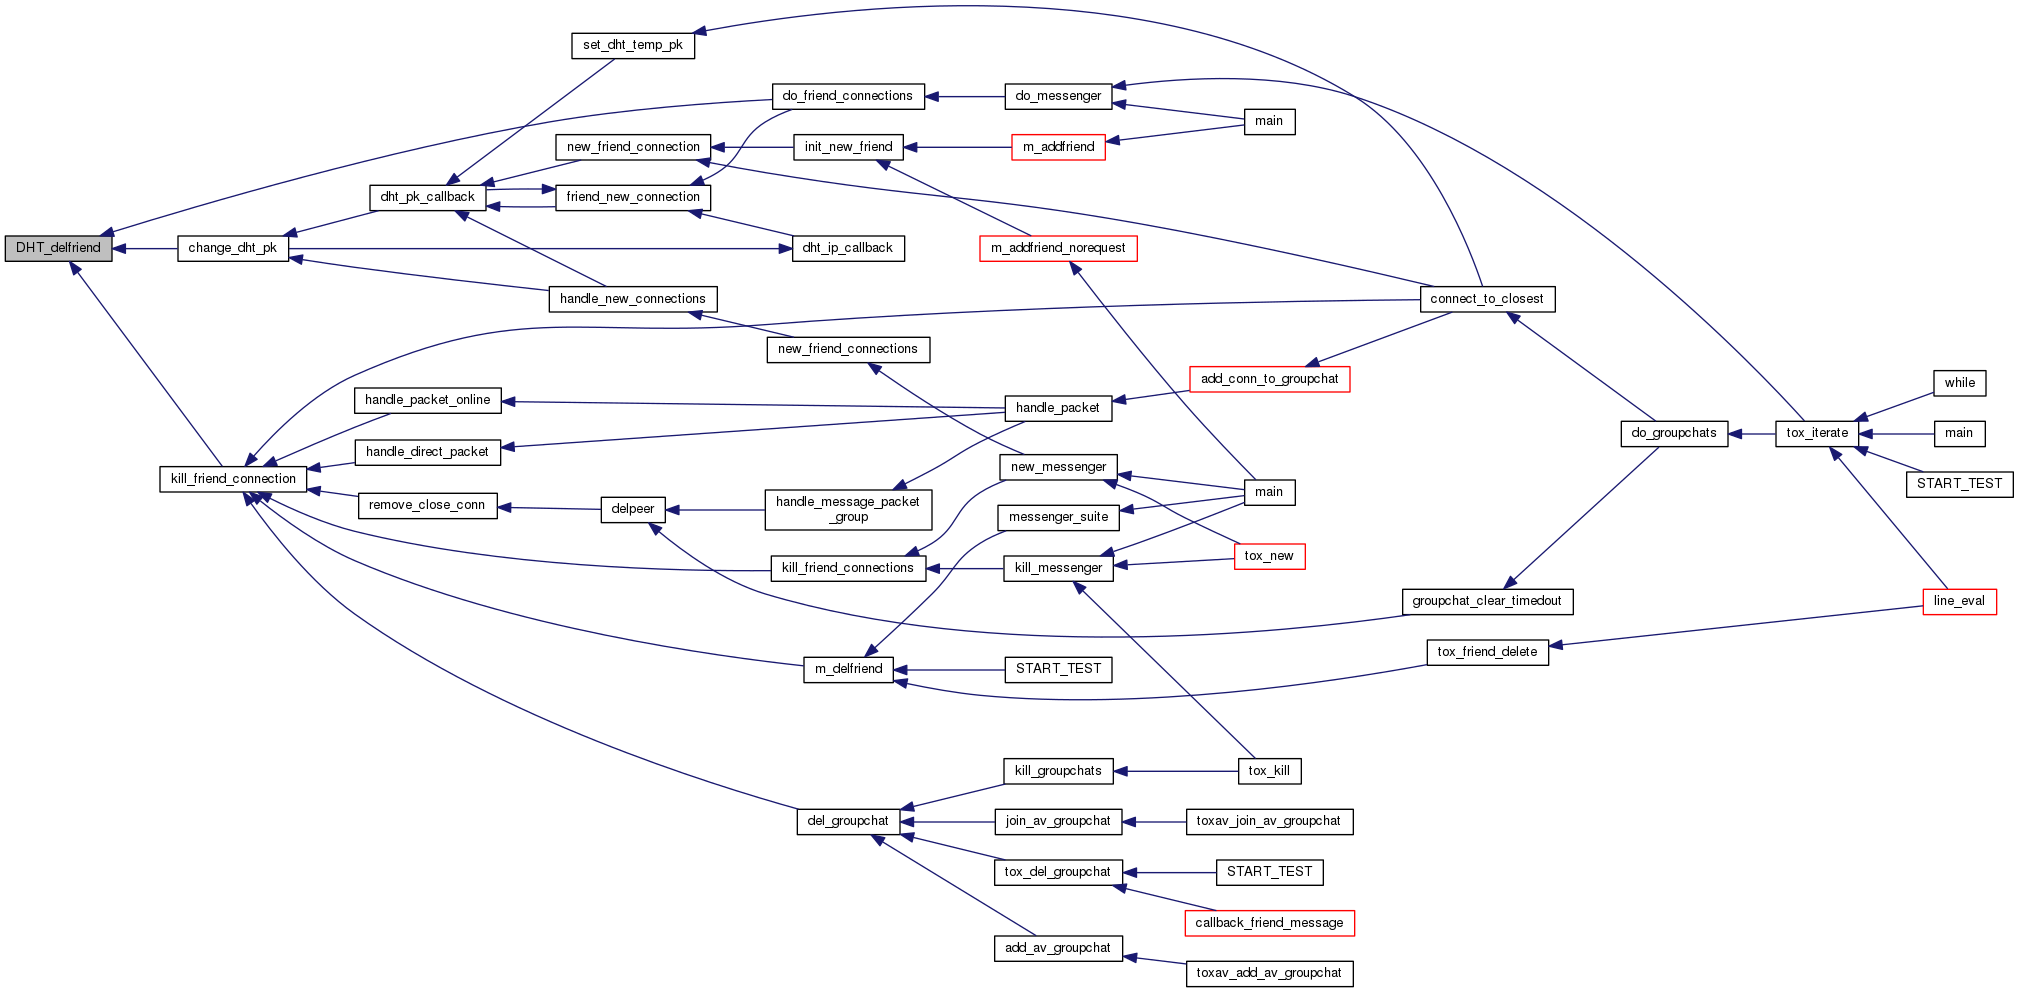 set_dht_temp_pk
do_friend_connections
do_messenger
main
new_friend_connection
init_new_friend
m_addfriend
dht_pk_callback
friend_new_connection
DHT_delfriend
change_dht_pk
dht_ip_callback
m_addfriend_norequest
handle_new_connections
connect_to_closest
new_friend_connections
add_conn_to_groupchat
while
handle_packet_online
handle_packet
do_groupchats
tox_iterate
main
handle_direct_packet
new_messenger
kill_friend_connection
START_TEST
main
remove_close_conn
delpeer
handle_message_packet
_group
messenger_suite
tox_new
kill_friend_connections
kill_messenger
groupchat_clear_timedout
line_eval
tox_friend_delete
m_delfriend
START_TEST
kill_groupchats
tox_kill
del_groupchat
join_av_groupchat
toxav_join_av_groupchat
tox_del_groupchat
START_TEST
callback_friend_message
add_av_groupchat
toxav_add_av_groupchat